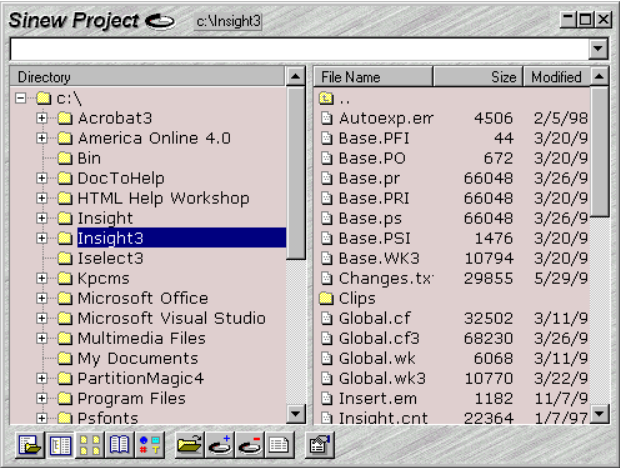 Sinew Project c:\Insight3
Directory
c:\
Acrobat3
America Online 4.0
Bin
DocToHelp
HTML Help Workshop
Insight
Insight3
Iselect3
Kpcms
Microsoft Office
Microsoft Visual Studio
Multimedia Files
My Documents
PartitionMagic4
Program Files
Psfonts
File Name Size Modified
..
Autoexp.em 4506 2/5/98
Base.PFI 44 3/20/9
Base.PO 672 3/20/9
Base.pr 66048 3/26/9
Base.PRI 66048 3/20/9
Base.ps 66048 3/26/9
Base.PSI 1476 3/20/9
Base.WK3 10794 3/20/9
Changes.tx 29855 5/29/9
Clips
Global.cf 32502 3/11/9
Global.cf3 68230 3/26/9
Global.wk 6068 3/11/9
Global.wk3 10770 3/22/9
Insert.em 1182 11/7/9
Insight.cnt 22364 1/7/97